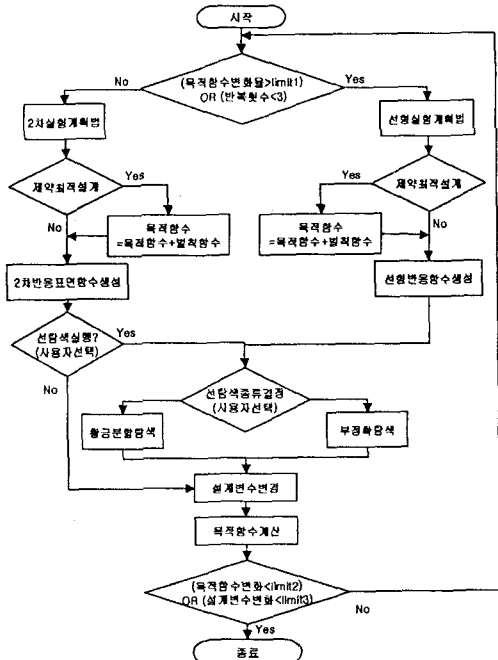 시작
(목적함수변화율>limit1)
OR (반복횟수<3)
No
Yes
2차실험계획법
선형실험계획법
제약최적설계
Yes
No
목적함수
=목적함수+벌칙함수
제약최적설계
Yes
No
목적함수
=목적함수+벌칙함수
2차반응표면함수생성
선형반응함수생성
선탐색실행?
(사용자선택)
Yes
No
선탐색종류결정
(사용자선택)
황금분할탐색
부정확탐색
설계변수변경
목적함수계산
(목적함수변화<limit2)
OR (설계변수변화<limit3)
No
Yes
종료